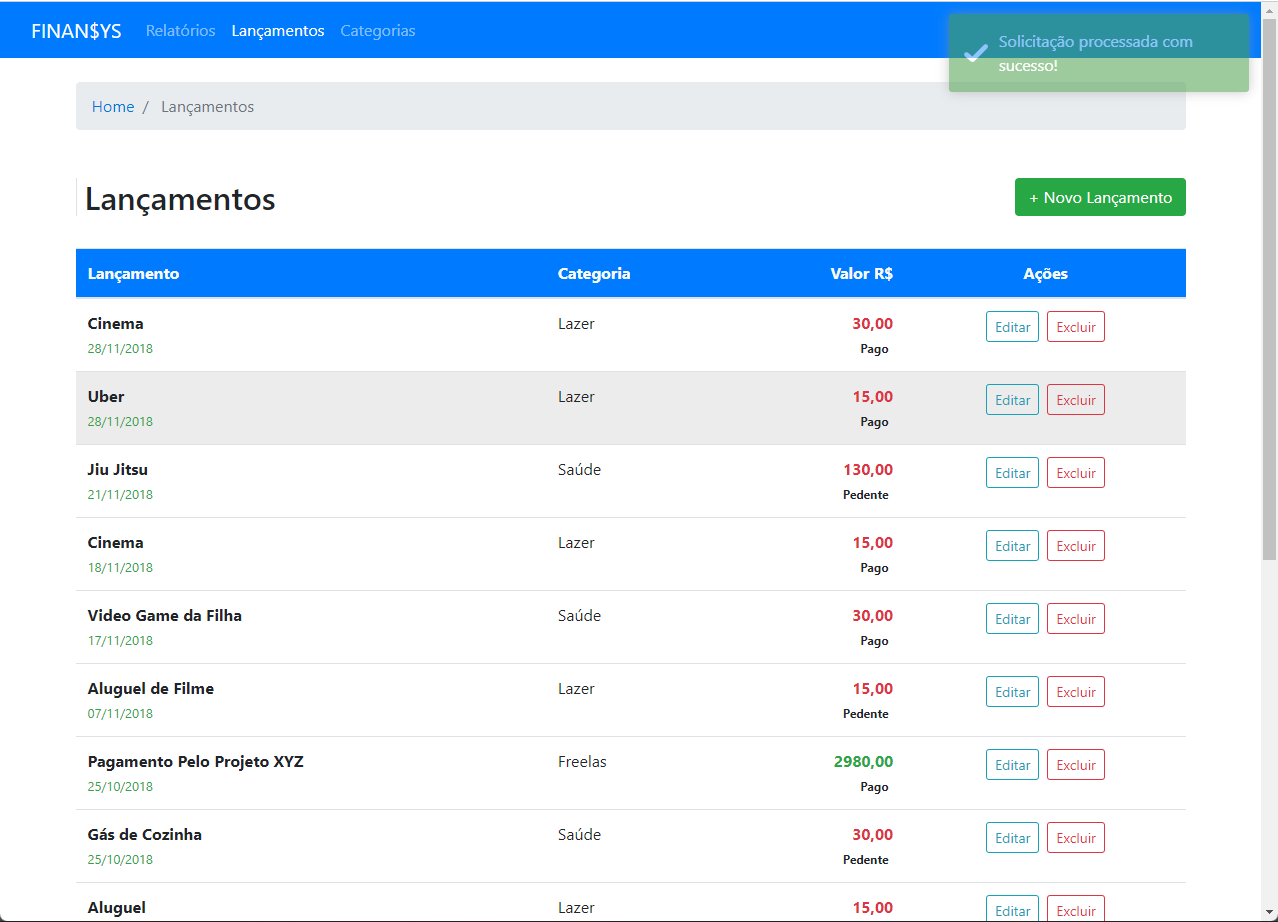 FINAN$YS Relatórios Lançamentos Categorias
Solicitação processada com
sucesso!
Home / Lançamentos
Lançamentos
+ Novo Lançamento
Lançamento Categoria Valor R$ Ações
Cinema Lazer 30,00 Editar Excluir
28/11/2018 Pago
Uber Lazer 15,00 Editar Excluir
28/11/2018 Pago
Jiu Jitsu Saúde 130,00 Editar Excluir
21/11/2018 Pedente
Cinema Lazer 15,00 Editar Excluir
18/11/2018 Pago
Video Game da Filha Saúde 30,00 Editar Excluir
17/11/2018 Pago
Aluguel de Filme Lazer 15,00 Editar Excluir
07/11/2018 Pedente
Pagamento Pelo Projeto XYZ Freelas 2980,00 Editar Excluir
25/10/2018 Pago
Gás de Cozinha Saúde 30,00 Editar Excluir
25/10/2018 Pedente
Aluguel Lazer 15,00 Editar Excluir